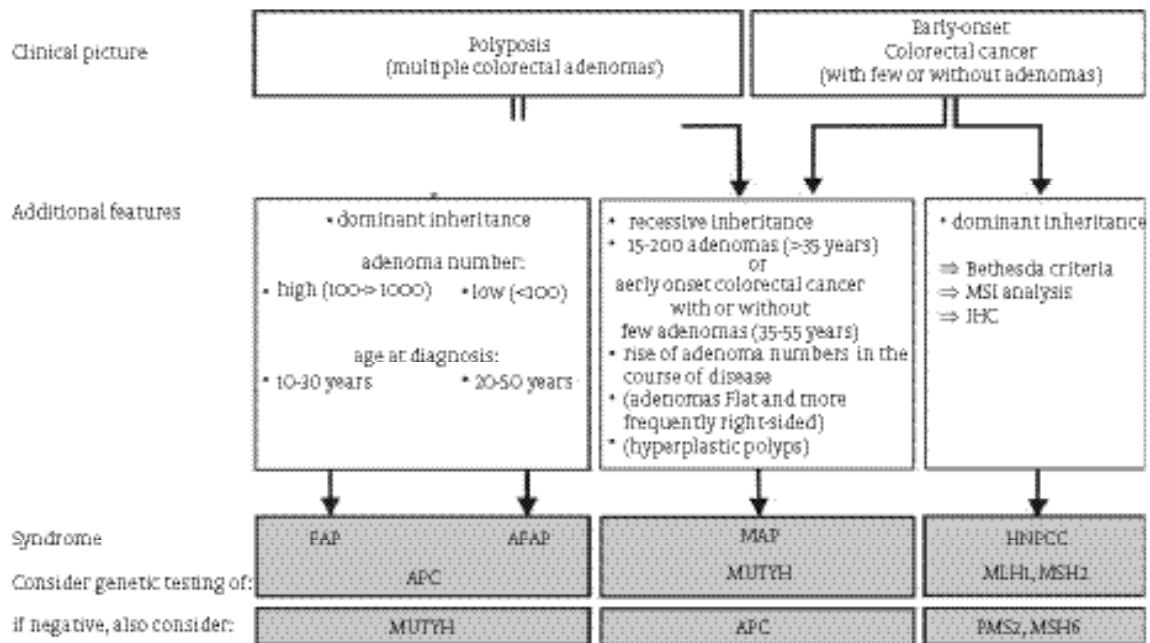 Clinical picture
Polyposis
(multiple colorectal adenomas)
Early-onset
Colorectal cancer
(with few or without adenomas)
Additional features
• dominant inheritance
adenoma number:
• high (100-> 1000) • low (<100)
age at diagnosis:
• 10-30 years • 20-50 years
• recessive inheritance
• 15-200 adenomas (>35 years)
or
aerly onset colorectal cancer
with or without
few adenomas (35-55 years)
• rise of adenoma numbers in the
course of disease
• (adenomas Flat and more
frequently right-sided)
• (hyperplastic polyps)
• dominant inheritance
⇒ Bethesda criteria
⇒ MSI analysis
⇒ IHC
Syndrome
FAP AFAP
MAP
HNPCC
Consider genetic testing of:
APC
MUTYH
MLH1, MSH2
if negative, also consider:
MUTYH
APC
PMS2, MSH6